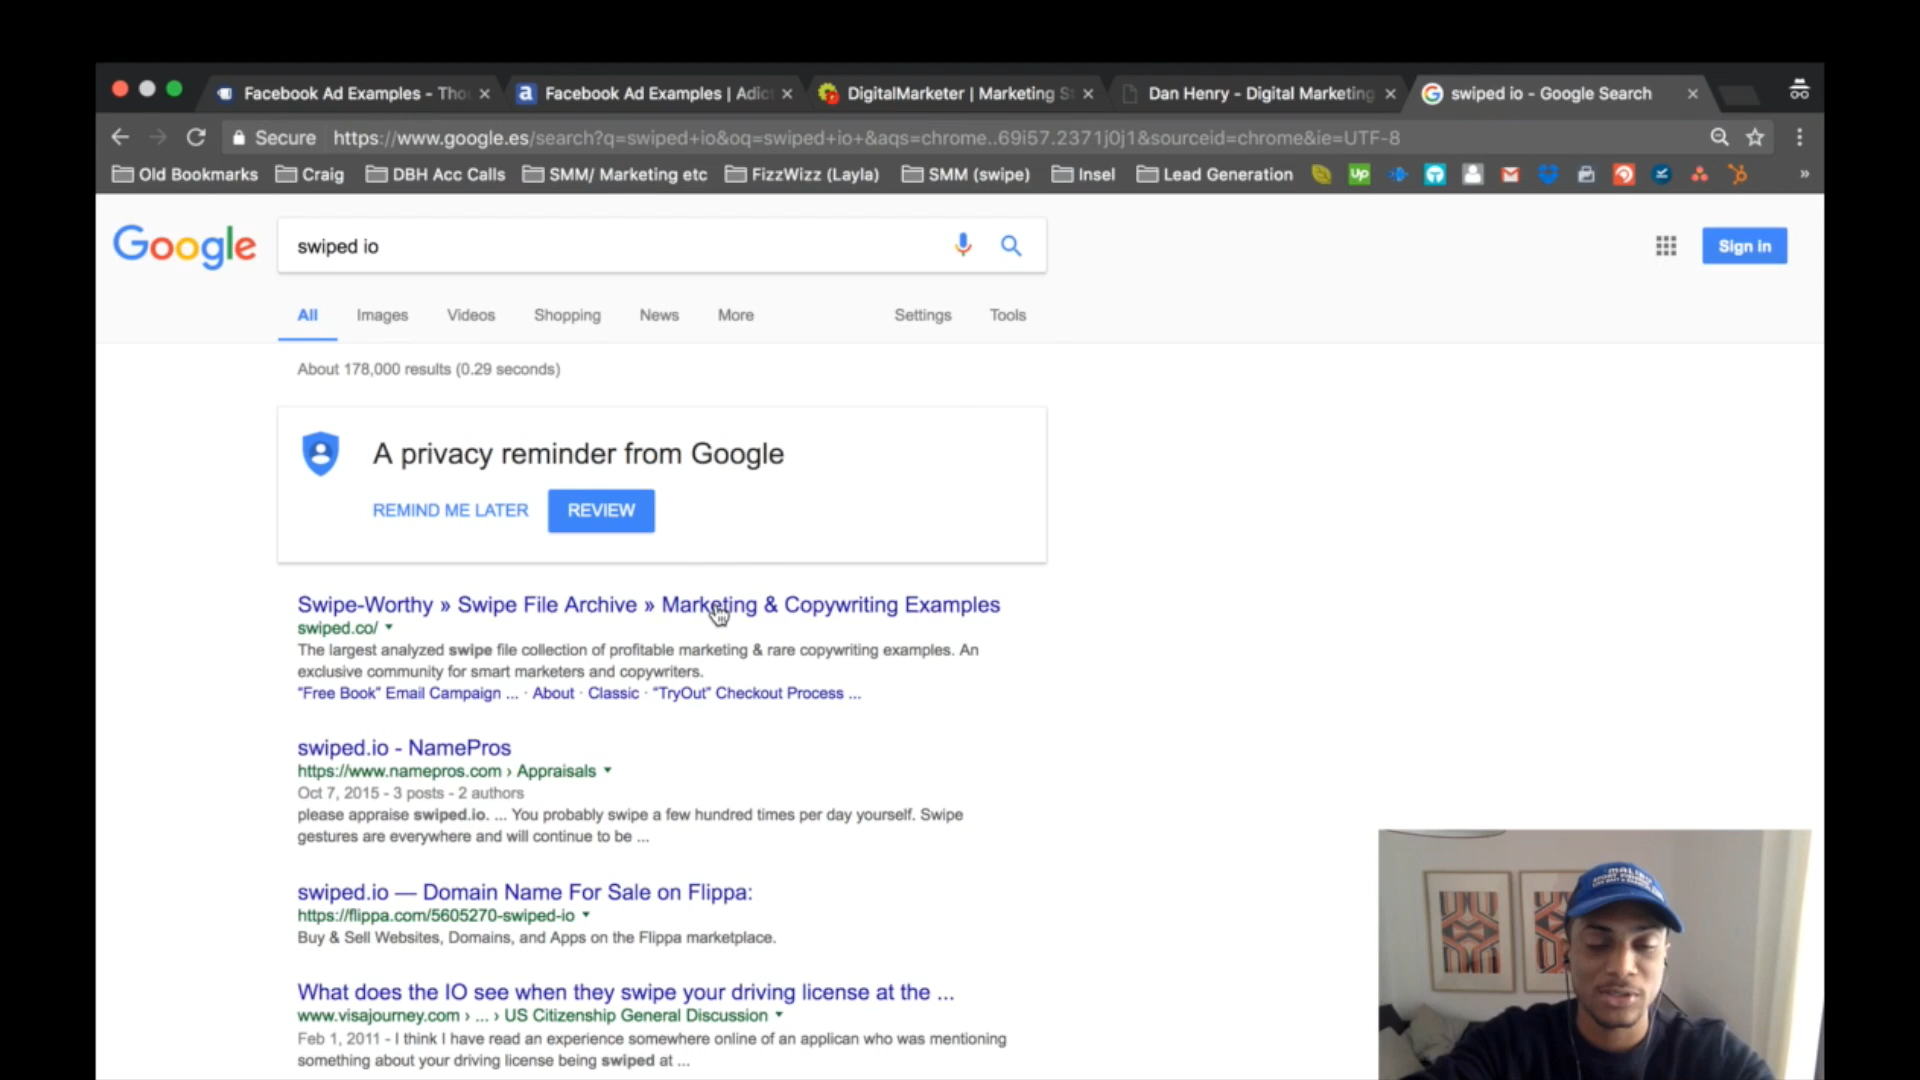 Facebook Ad Examples - Tho
Facebook Ad Examples | Adic
DigitalMarketer | Marketing S
Dan Henry - Digital Marketing
swiped io - Google Search
Secure
https://www.google.es/search?q=swiped+io&oq=swiped+io+&aqs=chrome..69i57.2371j0j1&sourceid=chrome&ie=UTF-8
Old Bookmarks
Craig
DBH Acc Calls
SMM/ Marketing etc
FizzWizz (Layla)
SMM (swipe)
Insel
Lead Generation
Up
»
Google
swiped io
Sign in
All
Images
Videos
Shopping
News
More
Settings
Tools
About 178,000 results (0.29 seconds)
A privacy reminder from Google
REMIND ME LATER
REVIEW
Swipe-Worthy » Swipe File Archive » Marketing & Copywriting Examples
swiped.co/
The largest analyzed swipe file collection of profitable marketing & rare copywriting examples. An
exclusive community for smart marketers and copywriters.
"Free Book" Email Campaign ... · About · Classic · "TryOut" Checkout Process ...
swiped.io - NamePros
https://www.namepros.com › Appraisals
Oct 7, 2015 - 3 posts - 2 authors
please appraise swiped.io. ... You probably swipe a few hundred times per day yourself. Swipe
gestures are everywhere and will continue to be ...
swiped.io — Domain Name For Sale on Flippa:
https://flippa.com/5605270-swiped-io
Buy & Sell Websites, Domains, and Apps on the Flippa marketplace.
What does the IO see when they swipe your driving license at the ...
www.visajourney.com › ... › US Citizenship General Discussion
Feb 1, 2011 - I think I have read an experience somewhere online of an applican who was mentioning
something about your driving license being swiped at ...
MALIBU